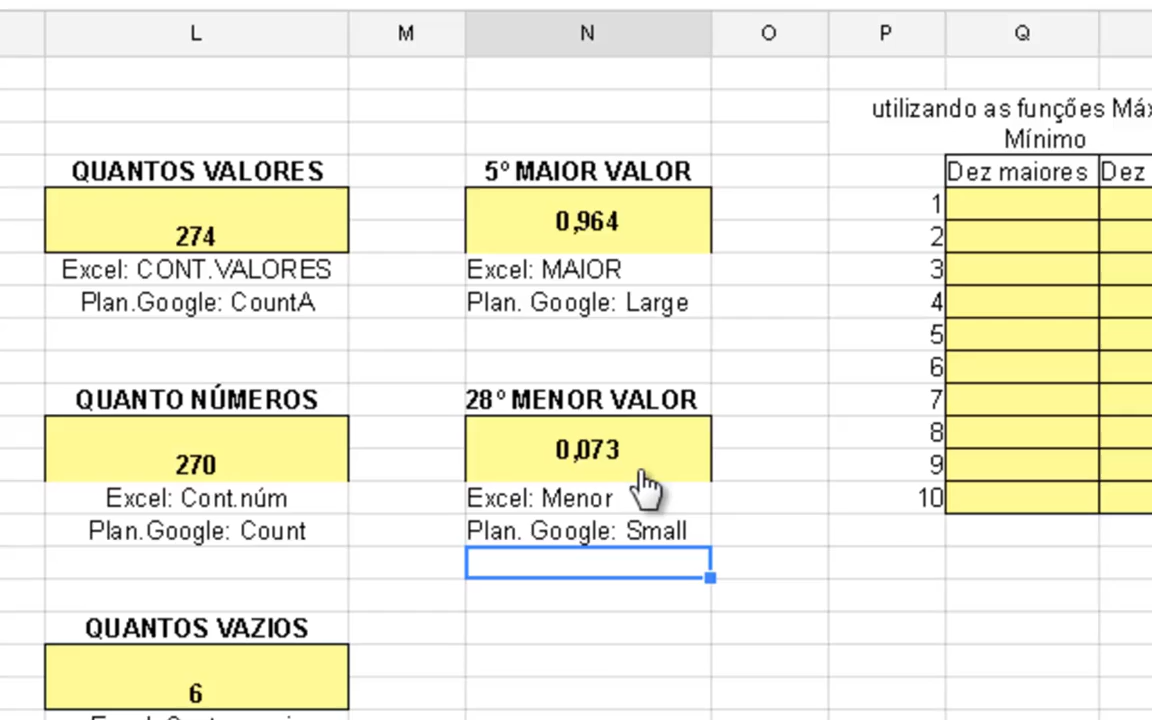 L M N O P Q
utilizando as funções Máx
Mínimo
QUANTOS VALORES
5º MAIOR VALOR
Dez maiores
Dez
274
0,964
Excel: CONT.VALORES
Excel: MAIOR
Plan.Google: CountA
Plan. Google: Large
1
2
3
4
5
6
7
8
9
10
QUANTO NÚMEROS
28º MENOR VALOR
270
0,073
Excel: Cont.núm
Excel: Menor
Plan.Google: Count
Plan. Google: Small
QUANTOS VAZIOS
6